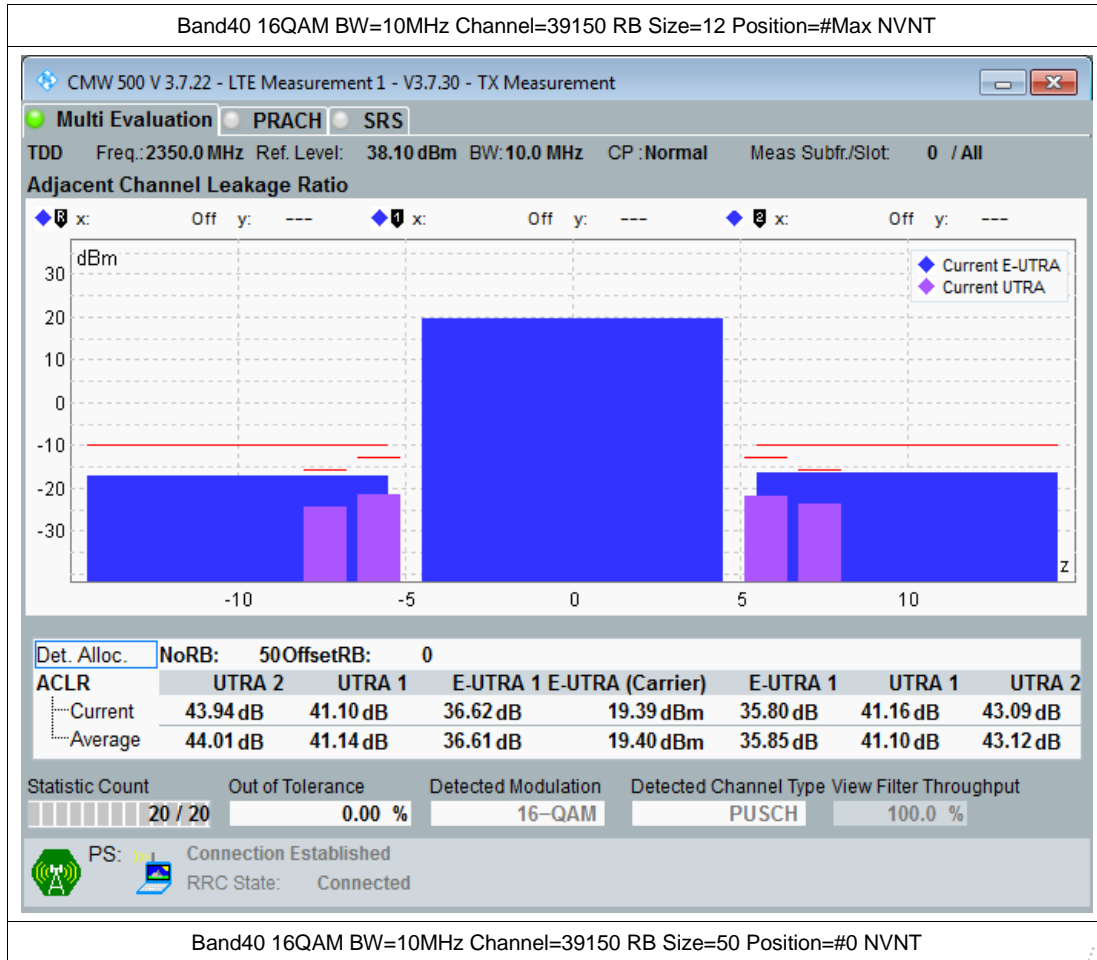 Band40 16QAM BW=10MHz Channel=39150 RB Size=12 Position=#Max NVNT
CMW 500 V 3.7.22 - LTE Measurement 1 - V3.7.30 - TX Measurement
Multi Evaluation PRACH SRS
TDD Freq.:2350.0 MHz Ref. Level: 38.10 dBm BW:10.0 MHz CP :Normal Meas Subfr./Slot: 0 / All
Adjacent Channel Leakage Ratio
R x: Off y: --- 1 x: Off y: --- 2 x: Off y: ---
dBm
Current E-UTRA
Current UTRA
30
20
10
0
-10
-20
-30
z
-10 -5 0 5 10
Det. Alloc. NoRB: 50 OffsetRB: 0
ACLR UTRA 2 UTRA 1 E-UTRA 1 E-UTRA (Carrier) E-UTRA 1 UTRA 1 UTRA 2
Current 43.94 dB 41.10 dB 36.62 dB 19.39 dBm 35.80 dB 41.16 dB 43.09 dB
Average 44.01 dB 41.14 dB 36.61 dB 19.40 dBm 35.85 dB 41.10 dB 43.12 dB
Statistic Count Out of Tolerance Detected Modulation Detected Channel Type View Filter Throughput
20 / 20 0.00 % 16-QAM PUSCH 100.0 %
PS: Connection Established
RRC State: Connected
Band40 16QAM BW=10MHz Channel=39150 RB Size=50 Position=#0 NVNT